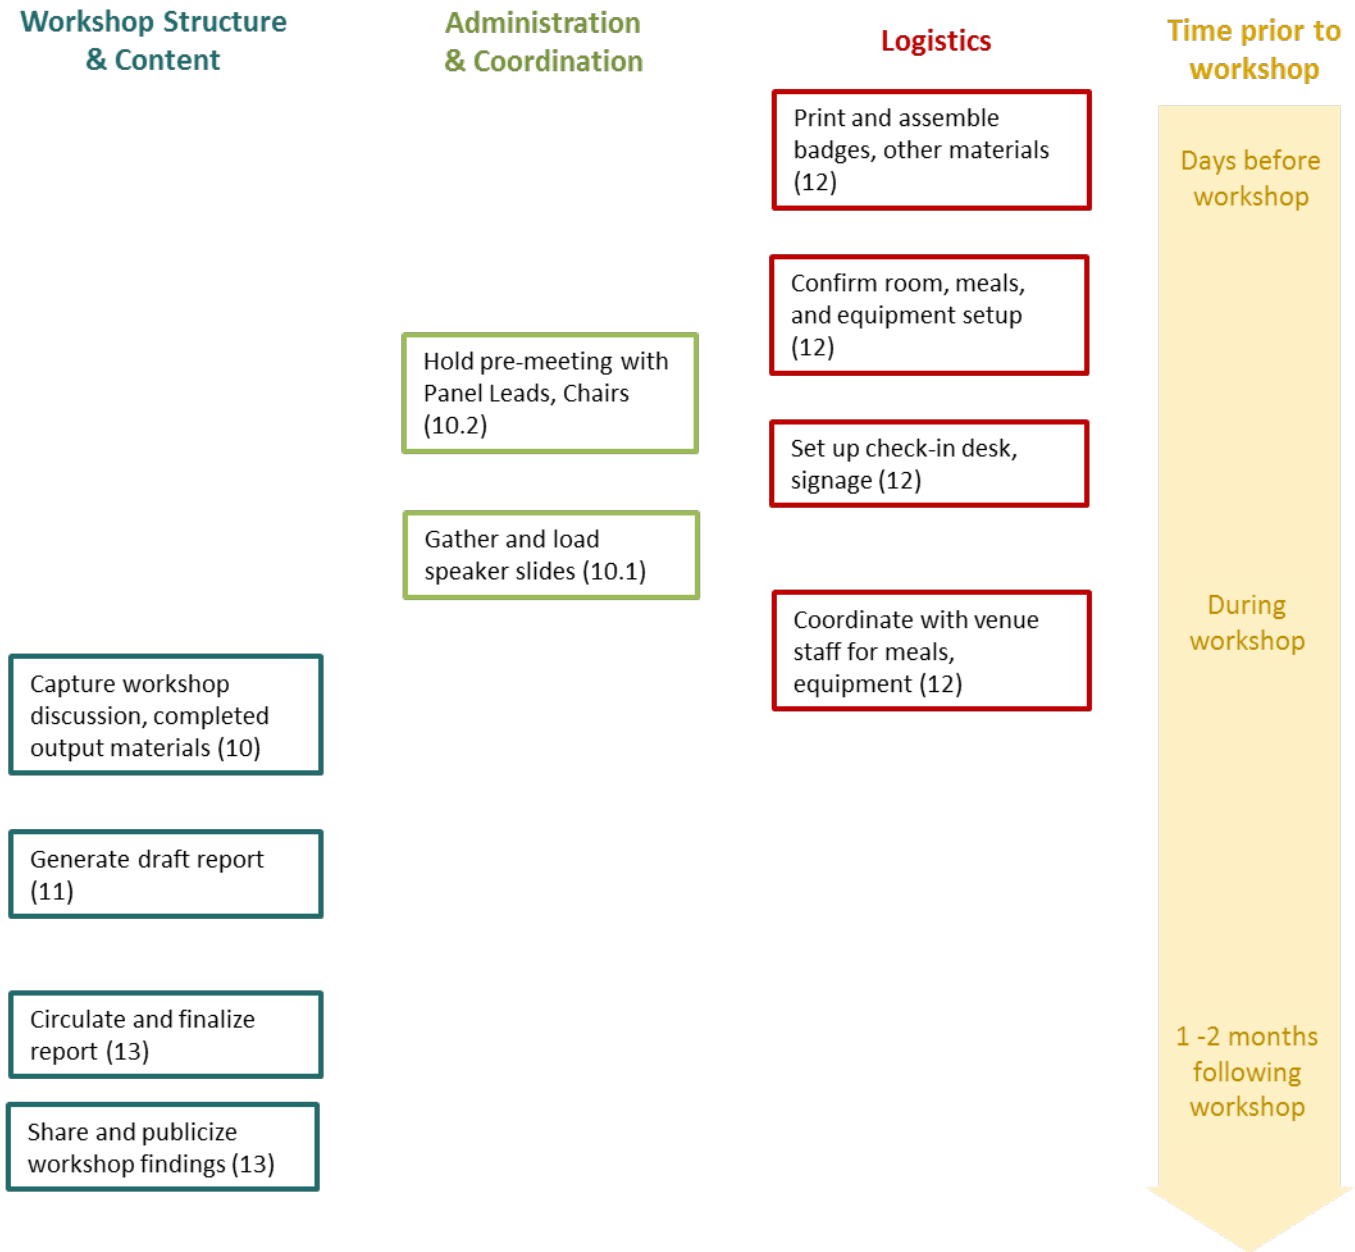 Workshop Structure
& Content
Administration
& Coordination
Logistics
Time prior to
workshop
Print and assemble
badges, other materials
(12)
Days before
workshop
Confirm room, meals,
and equipment setup
(12)
Hold pre-meeting with
Panel Leads, Chairs
(10.2)
Set up check-in desk,
signage (12)
Gather and load
speaker slides (10.1)
Coordinate with venue
staff for meals,
equipment (12)
During
workshop
Capture workshop
discussion, completed
output materials (10)
Generate draft report
(11)
Circulate and finalize
report (13)
1 -2 months
following
workshop
Share and publicize
workshop findings (13)